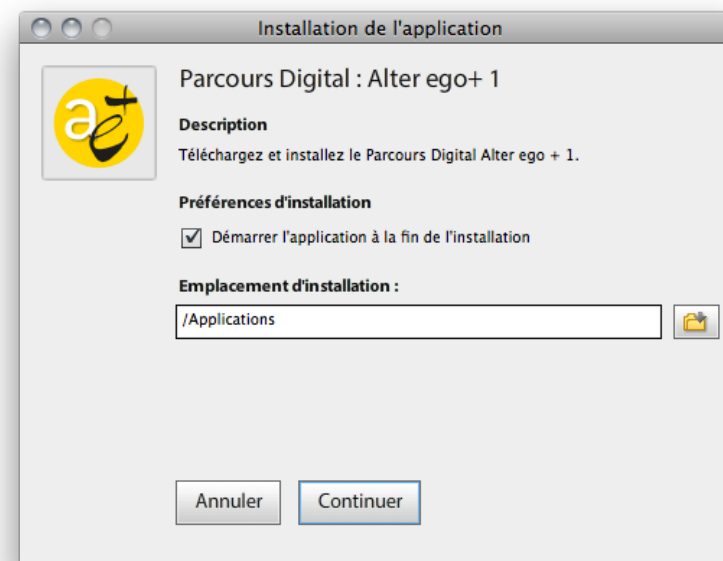 Installation de l'application
ae+
Parcours Digital : Alter ego+ 1
Description
Téléchargez et installez le Parcours Digital Alter ego + 1.
Préférences d'installation
Démarrer l'application à la fin de l'installation
Emplacement d'installation :
/Applications
Annuler
Continuer